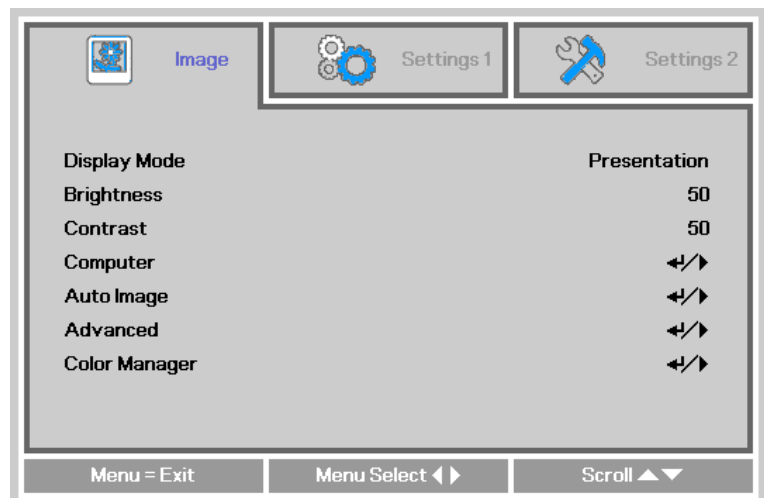 Image Settings 1 Settings 2
Display Mode Presentation
Brightness 50
Contrast 50
Computer
Auto Image
Advanced
Color Manager
Menu = Exit Menu Select Scroll